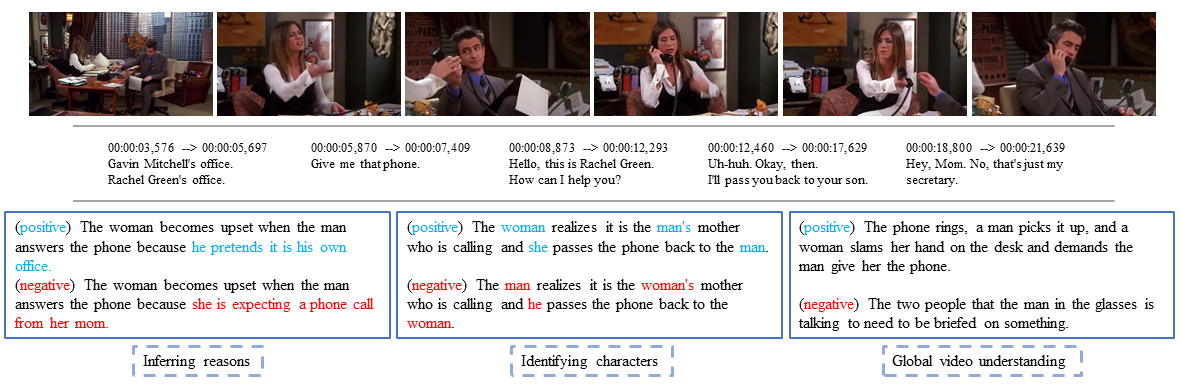 00:00:03,576 --> 00:00:05,697
Gavin Mitchell's office.
Rachel Green's office.
00:00:05,870 --> 00:00:07,409
Give me that phone.
00:00:08,873 --> 00:00:12,293
Hello, this is Rachel Green.
How can I help you?
00:00:12,460 --> 00:00:17,629
Uh-huh. Okay, then.
I'll pass you back to your son.
00:00:18,800 --> 00:00:21,639
Hey, Mom. No, that's just my
secretary.
(positive) The woman becomes upset when the man
answers the phone because he pretends it is his own
office.
(negative) The woman becomes upset when the man
answers the phone because she is expecting a phone call
from her mom.
Inferring reasons
(positive) The woman realizes it is the man's mother
who is calling and she passes the phone back to the man.
(negative) The man realizes it is the woman's mother
who is calling and he passes the phone back to the
woman.
Identifying characters
(positive) The phone rings, a man picks it up, and a
woman slams her hand on the desk and demands the
man give her the phone.
(negative) The two people that the man in the glasses is
talking to need to be briefed on something.
Global video understanding